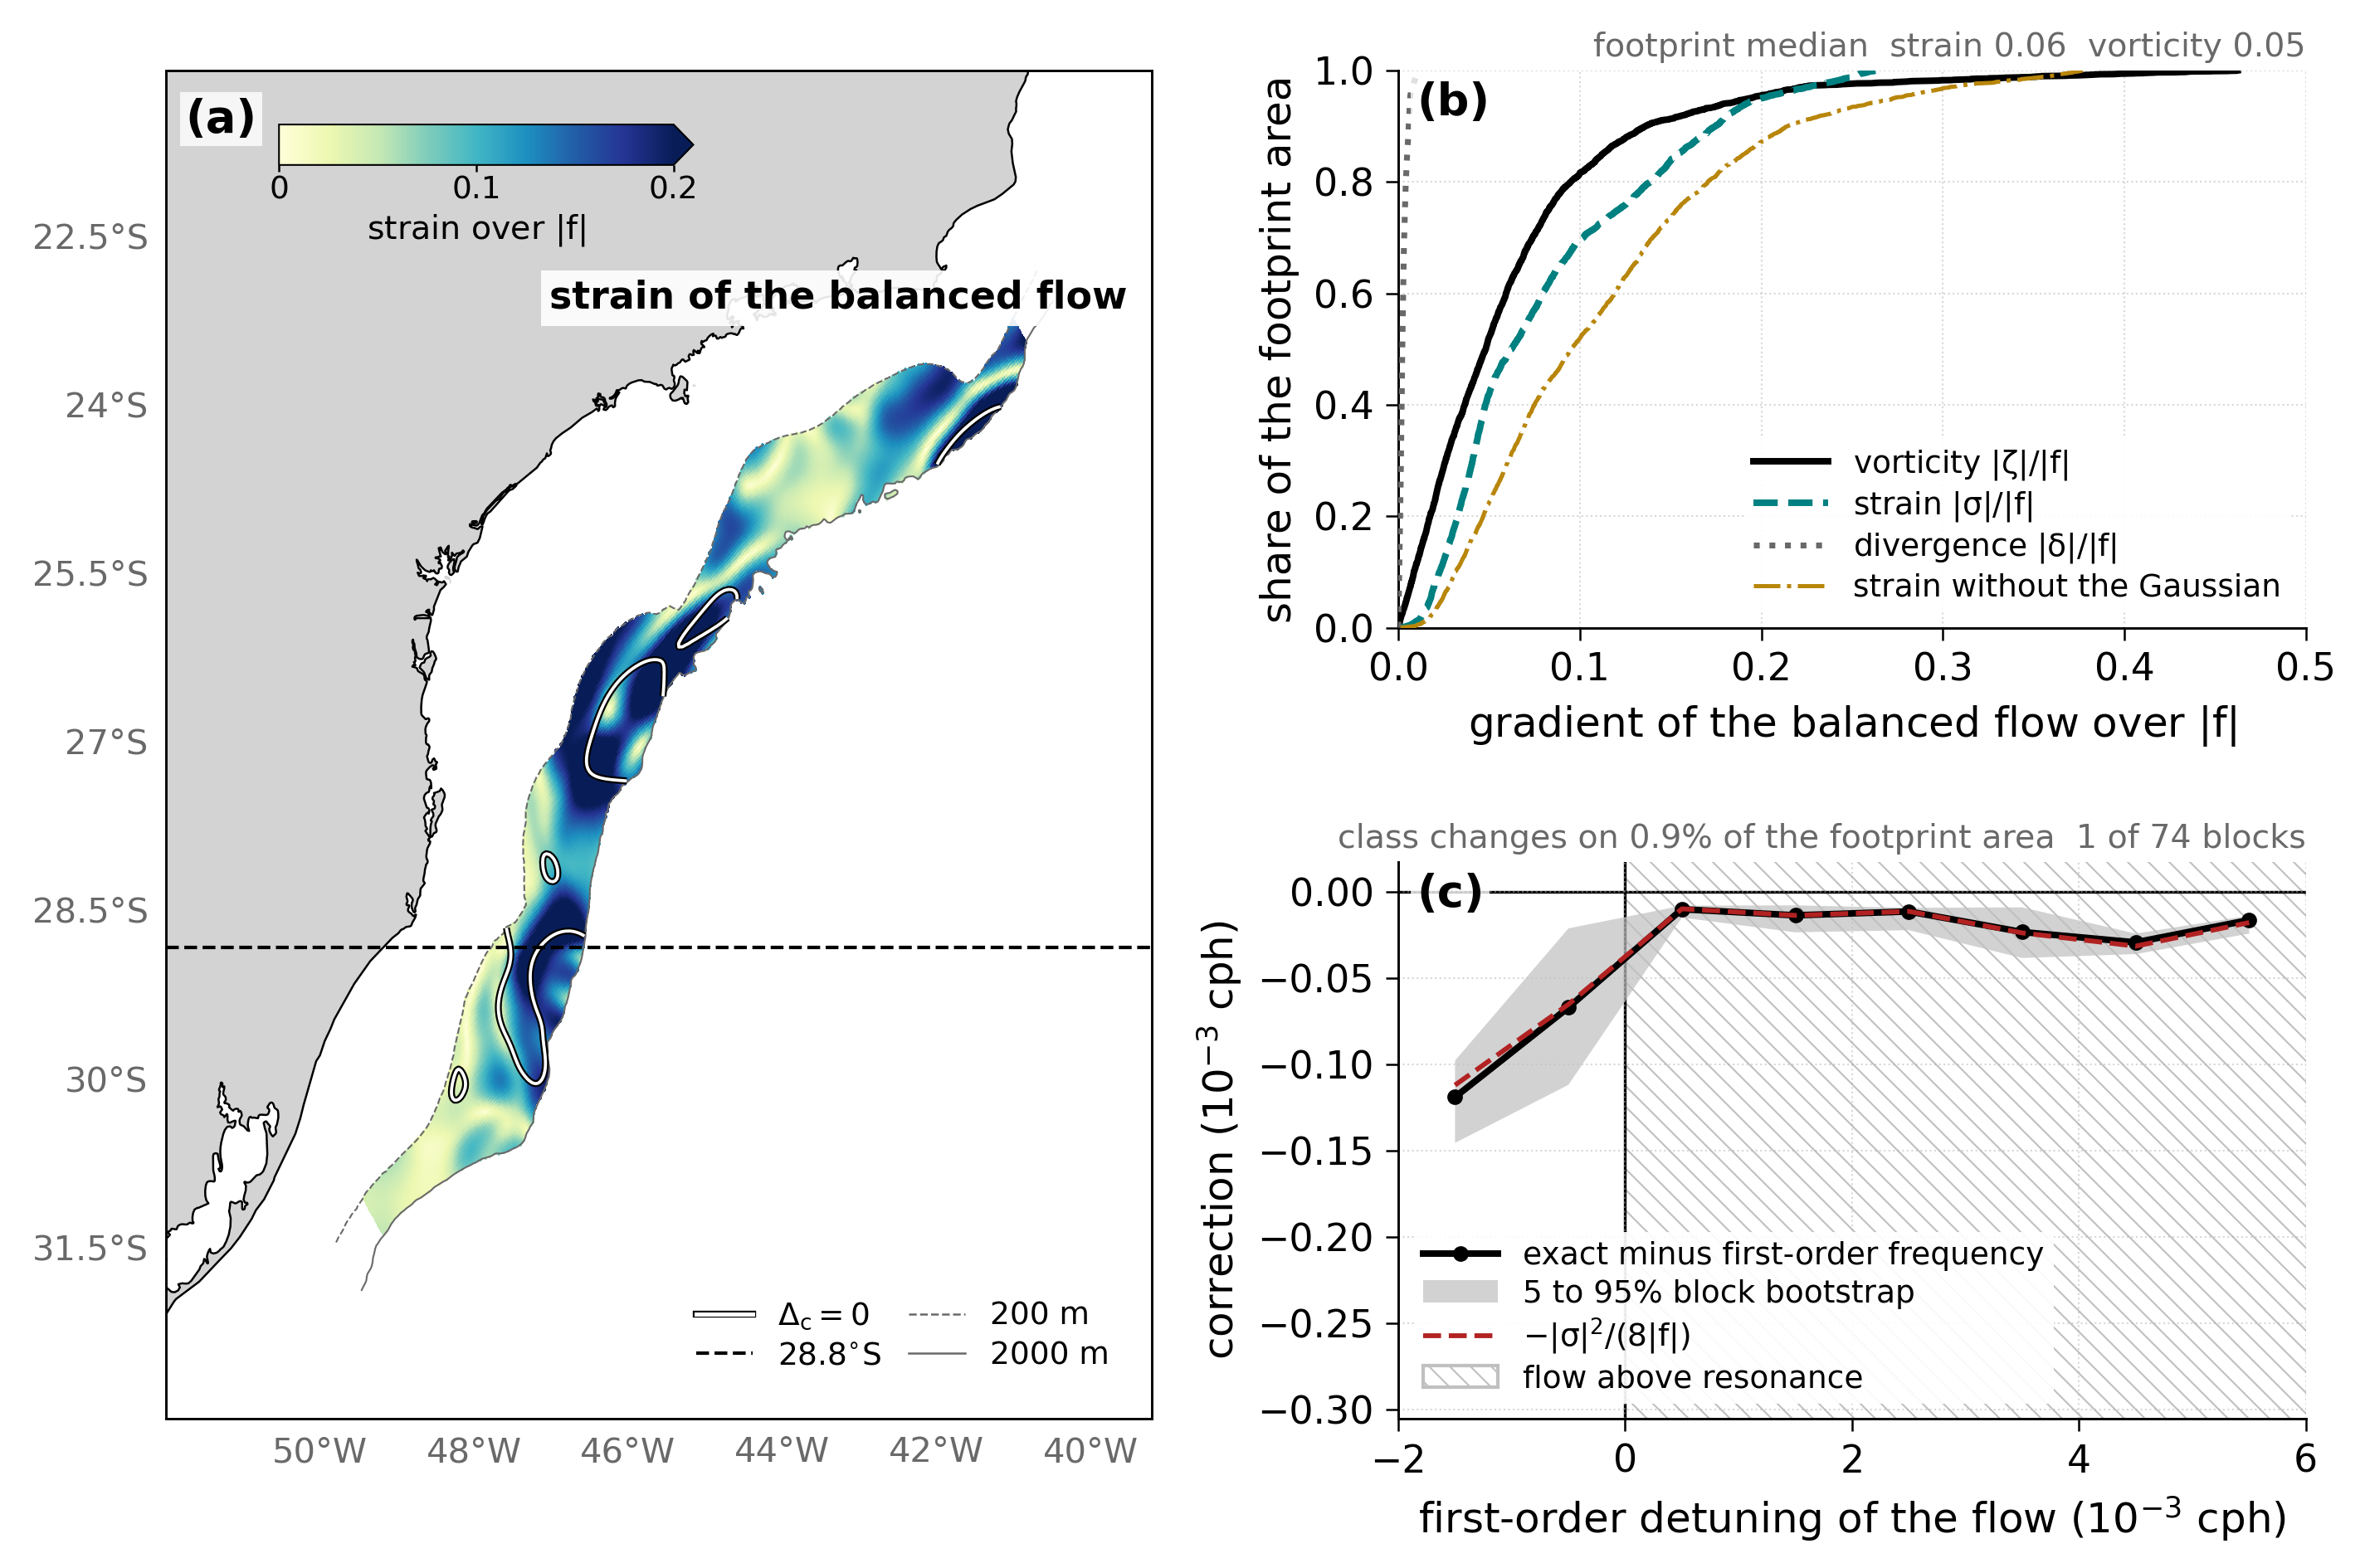 (a)
0
0.1
0.2
strain over |f|
strain of the balanced flow
22.5°S
24°S
25.5°S
27°S
28.5°S
30°S
31.5°S
Δc = 0
28.8°S
200 m
2000 m
50°W
48°W
46°W
44°W
42°W
40°W
footprint median strain 0.06 vorticity 0.05
(b)
share of the footprint area
1.0
0.8
0.6
0.4
0.2
0.0
vorticity |ζ|/|f|
strain |σ|/|f|
divergence |δ|/|f|
strain without the Gaussian
0.0
0.1
0.2
0.3
0.4
0.5
gradient of the balanced flow over |f|
class changes on 0.9% of the footprint area 1 of 74 blocks
(c)
correction (10⁻³ cph)
0.00
−0.05
−0.10
−0.15
−0.20
−0.25
−0.30
exact minus first-order frequency
5 to 95% block bootstrap
−|σ|²/(8|f|)
flow above resonance
−2
0
2
4
6
first-order detuning of the flow (10⁻³ cph)